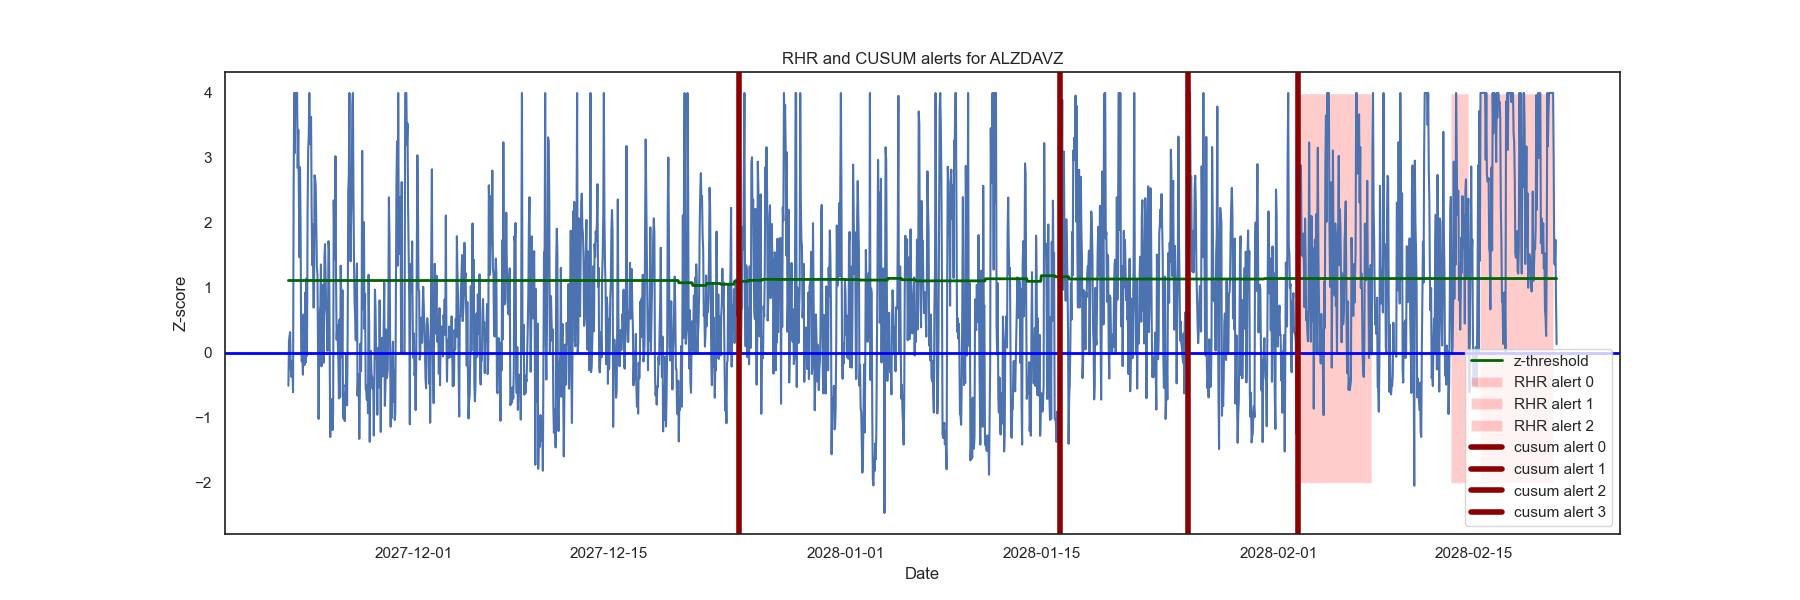 RHR and CUSUM alerts for ALZDAVZ
4
3
2
1
0
−1
−2
Z-score
2027-12-01
2027-12-15
2028-01-01
2028-01-15
2028-02-01
2028-02-15
Date
z-threshold
RHR alert 0
RHR alert 1
RHR alert 2
cusum alert 0
cusum alert 1
cusum alert 2
cusum alert 3